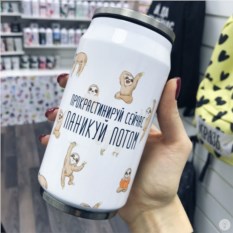 ПРОКРАСТИНИРУЙ СЕЙЧАС
ПАНИКУЙ ПОТОМ